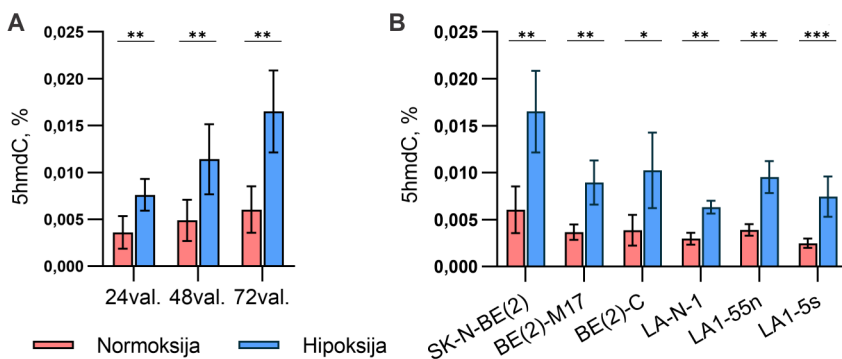 A
5hmdC, %
0,025
0,020
0,015
0,010
0,005
0,000
** ** **
24val. 48val. 72val.
B
5hmdC, %
0,025
0,020
0,015
0,010
0,005
0,000
** ** * ** ** ***
SK-N-BE(2) BE(2)-M17 BE(2)-C LA-N-1 LA1-55n LA1-5s
Normoksija Hipoksija